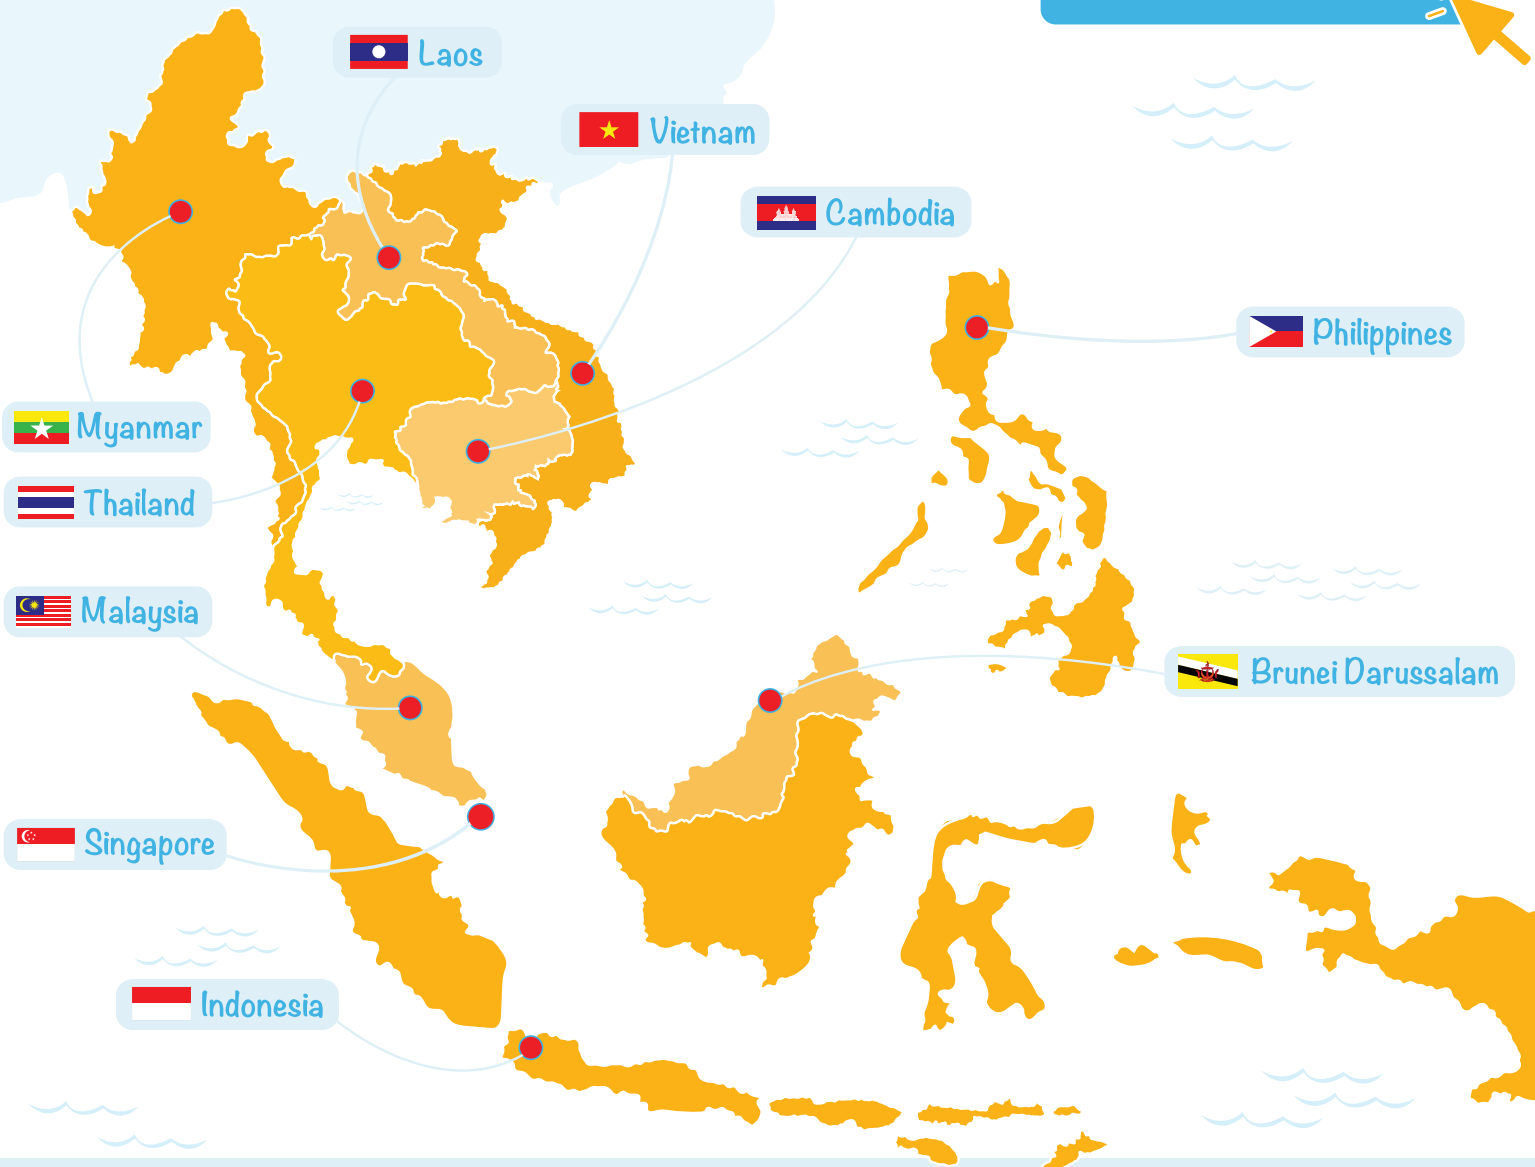 Laos
Vietnam
Cambodia
Philippines
Myanmar
Thailand
Malaysia
Brunei Darussalam
Singapore
Indonesia